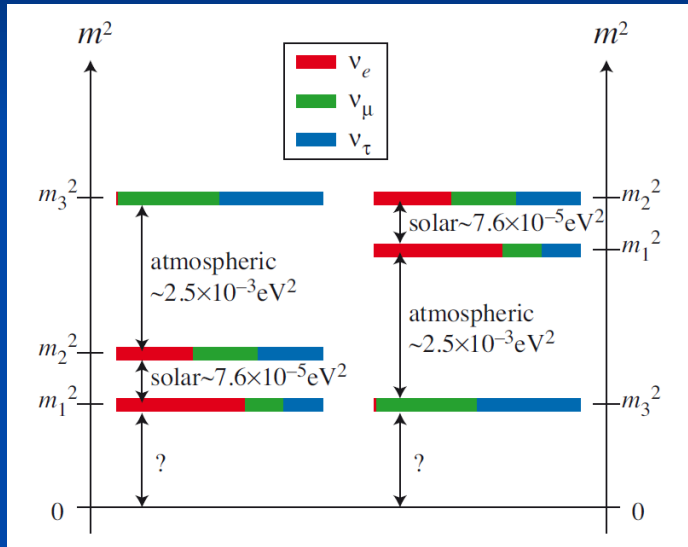 m²
m²
νe
νμ
ντ
m₃²
m₂²
solar~7.6×10⁻⁵eV²
m₁²
atmospheric
~2.5×10⁻³eV²
atmospheric
~2.5×10⁻³eV²
m₂²
solar~7.6×10⁻⁵eV²
m₁²
m₃²
?
?
0
0